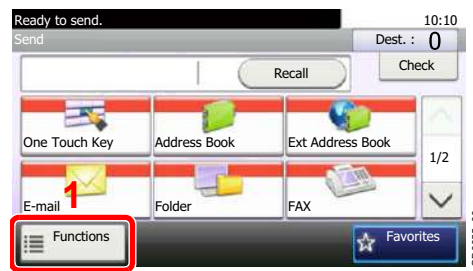 Ready to send.
10:10
Send
Dest. : 0
Recall
Check
One Touch Key
Address Book
Ext Address Book
1/2
E-mail
1
Folder
FAX
Functions
Favorites